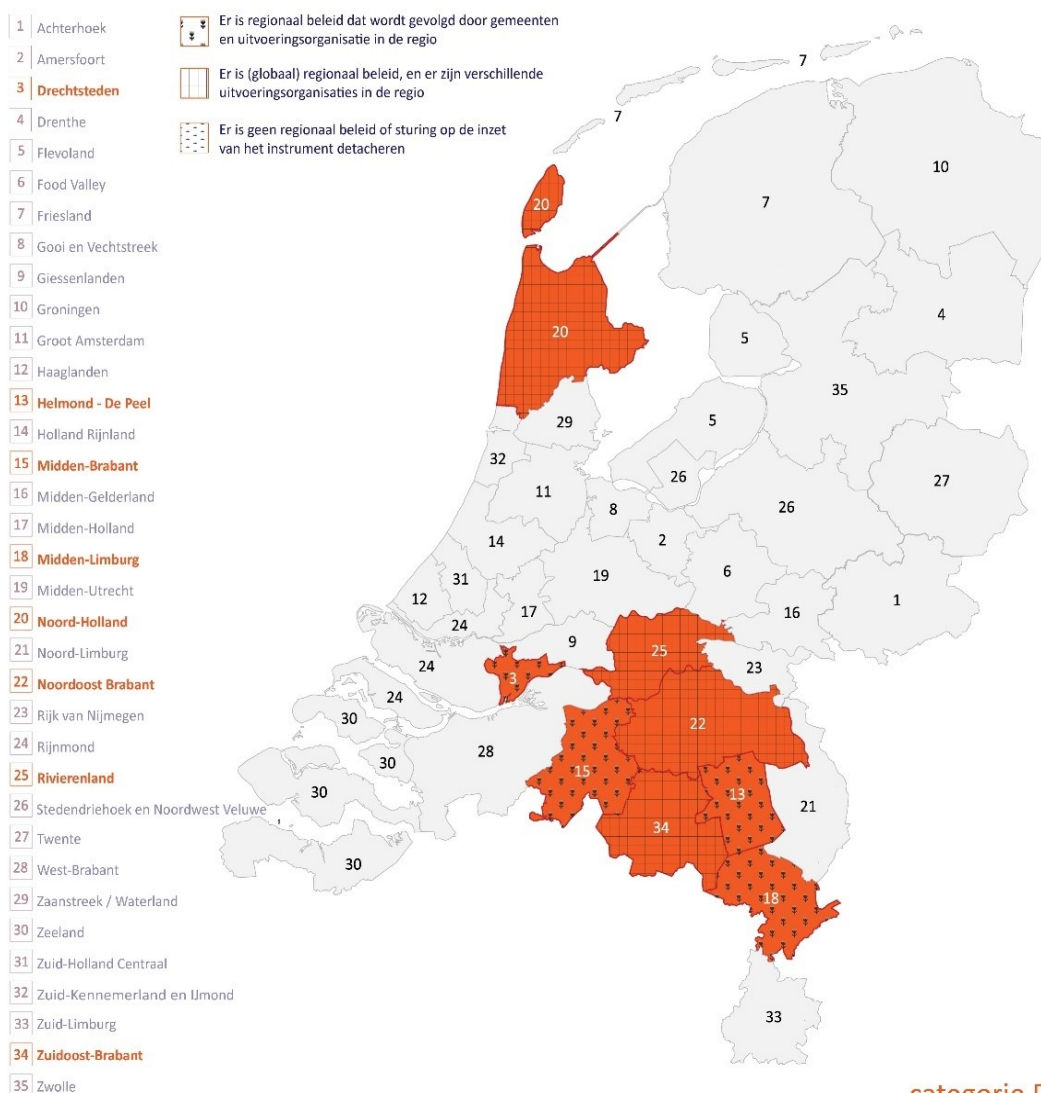 1 Achterhoek
2 Amersfoort
3 Drechtsteden
4 Drenthe
5 Flevoland
6 Food Valley
7 Friesland
8 Gooi en Vechtstreek
9 Giessenlanden
10 Groningen
11 Groot Amsterdam
12 Haaglanden
13 Helmond - De Peel
14 Holland Rijnland
15 Midden-Brabant
16 Midden-Gelderland
17 Midden-Holland
18 Midden-Limburg
19 Midden-Utrecht
20 Noord-Holland
21 Noord-Limburg
22 Noordoost Brabant
23 Rijk van Nijmegen
24 Rijnmond
25 Rivierenland
26 Stedendriehoek en Noordwest Veluwe
27 Twente
28 West-Brabant
29 Zaanstreek / Waterland
30 Zeeland
31 Zuid-Holland Centraal
32 Zuid-Kennemerland en IJmond
33 Zuid-Limburg
34 Zuidoost-Brabant
35 Zwolle
Er is regionaal beleid dat wordt gevolgd door gemeenten
en uitvoeringsorganisatie in de regio
Er is (globaal) regionaal beleid, en er zijn verschillende
uitvoeringsorganisaties in de regio
Er is geen regionaal beleid of sturing op de inzet
van het instrument detacheren
7
7
10
20
7
20
5
4
35
29
5
32
26
27
11
8
26
14
2
31
19
6
12
17
1
16
24
9
25
23
24
3
24
30
22
28
30
15
13
30
21
34
30
18
33
categorie